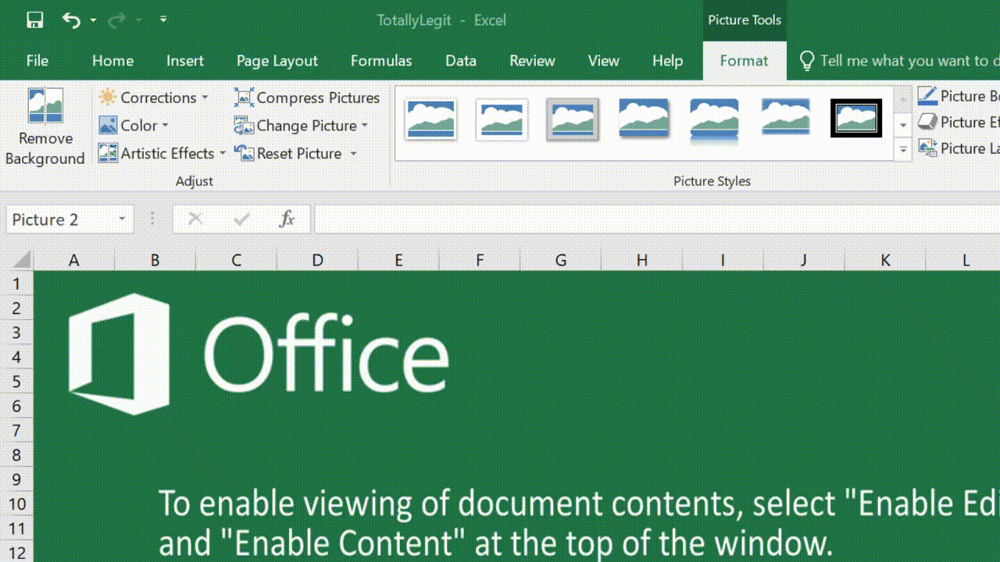 TotallyLegit - Excel
Picture Tools
File Home Insert Page Layout Formulas Data Review View Help Format Tell me what you want to d
Remove
Background
Corrections
Color
Artistic Effects
Compress Pictures
Change Picture
Reset Picture
Adjust
Picture Styles
Picture Bo
Picture Ef
Picture La
Picture 2
fx
A B C D E F G H I J K L
1
2
3
4
5
6
7
8
9
10
11
12
Office
To enable viewing of document contents, select "Enable Edi
and "Enable Content" at the top of the window.